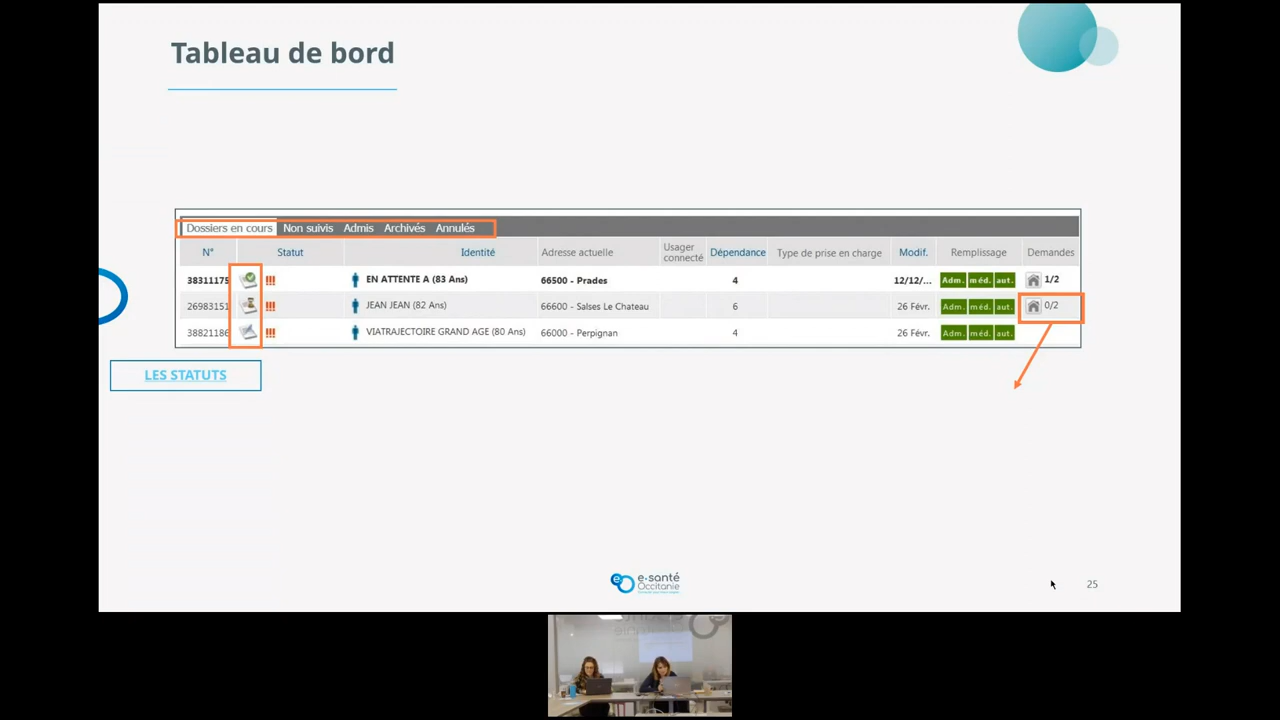 Tableau de bord
Dossiers en cours Non suivis Admis Archivés Annulés
N° Statut Identité Adresse actuelle Usager connecté Dépendance Type de prise en charge Modif. Remplissage Demandes
38311175 !!! EN ATTENTE A (83 Ans) 66500 - Prades 4 12/12/... Adm. méd. aut. 1/2
26983151 !!! JEAN JEAN (82 Ans) 66600 - Salses Le Chateau 6 26 Févr. Adm. méd. aut. 0/2
38821186 !!! VIATRAJECTOIRE GRAND AGE (80 Ans) 66000 - Perpignan 4 26 Févr. Adm. méd. aut.
LES STATUTS
e-santé
Occitanie
25